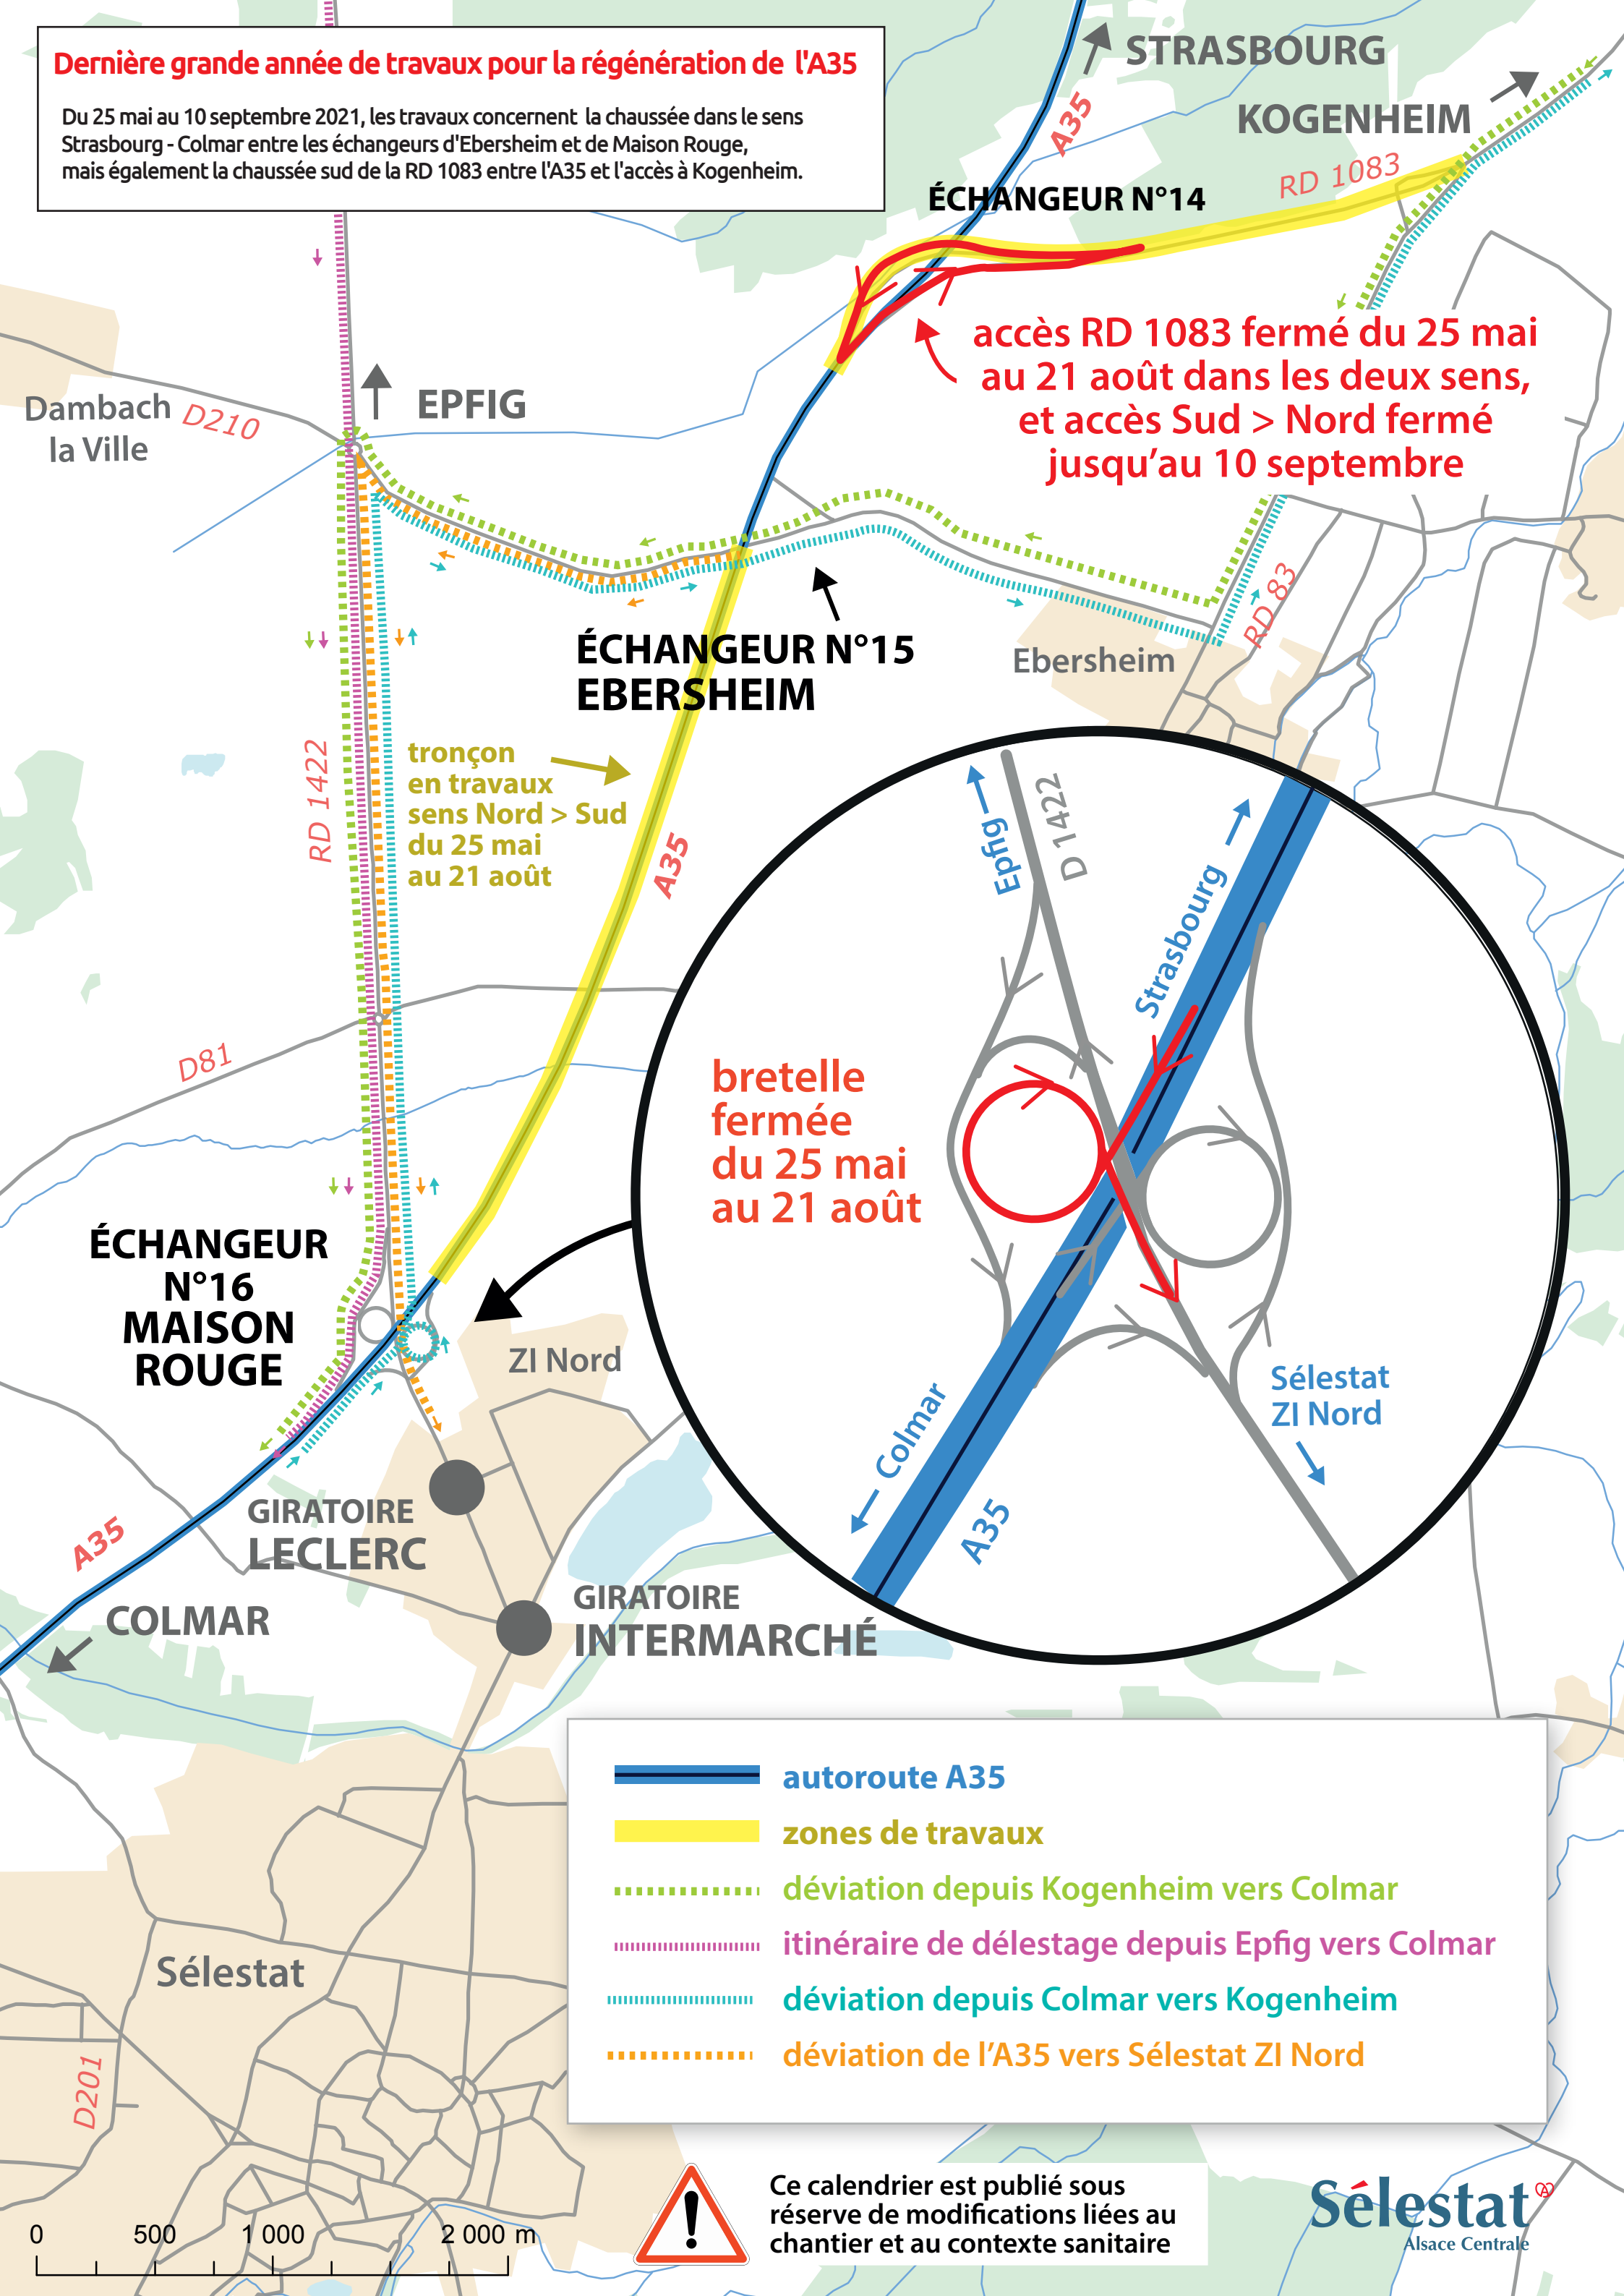 Dernière grande année de travaux pour la régénération de l'A35
Du 25 mai au 10 septembre 2021, les travaux concernent la chaussée dans le sens
Strasbourg - Colmar entre les échangeurs d'Ebersheim et de Maison Rouge,
mais également la chaussée sud de la RD 1083 entre l'A35 et l'accès à Kogenheim.
STRASBOURG
KOGENHEIM
A35
RD 1083
ÉCHANGEUR N°14
accès RD 1083 fermé du 25 mai
au 21 août dans les deux sens,
et accès Sud > Nord fermé
jusqu'au 10 septembre
Dambach
la Ville
D210
EPFIG
RD 83
ÉCHANGEUR N°15
EBERSHEIM
Ebersheim
RD 1422
tronçon
en travaux
sens Nord > Sud
du 25 mai
au 21 août
A35
D81
Epfig
D 1422
Strasbourg
bretelle
fermée
du 25 mai
au 21 août
Sélestat
ZI Nord
Colmar
A35
ÉCHANGEUR
N°16
MAISON
ROUGE
ZI Nord
GIRATOIRE
LECLERC
A35
COLMAR
GIRATOIRE
INTERMARCHÉ
autoroute A35
zones de travaux
déviation depuis Kogenheim vers Colmar
itinéraire de délestage depuis Epfig vers Colmar
déviation depuis Colmar vers Kogenheim
déviation de l'A35 vers Sélestat ZI Nord
Sélestat
D201
0 500 1 000 2 000 m
Ce calendrier est publié sous
réserve de modifications liées au
chantier et au contexte sanitaire
Sélestat
Alsace Centrale